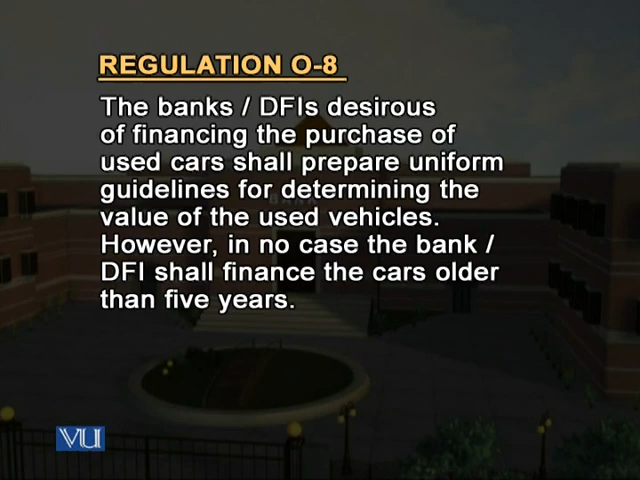 REGULATION O-8
The banks / DFIs desirous
of financing the purchase of
used cars shall prepare uniform
guidelines for determining the
value of the used vehicles.
However, in no case the bank /
DFI shall finance the cars older
than five years.
BANK
VU